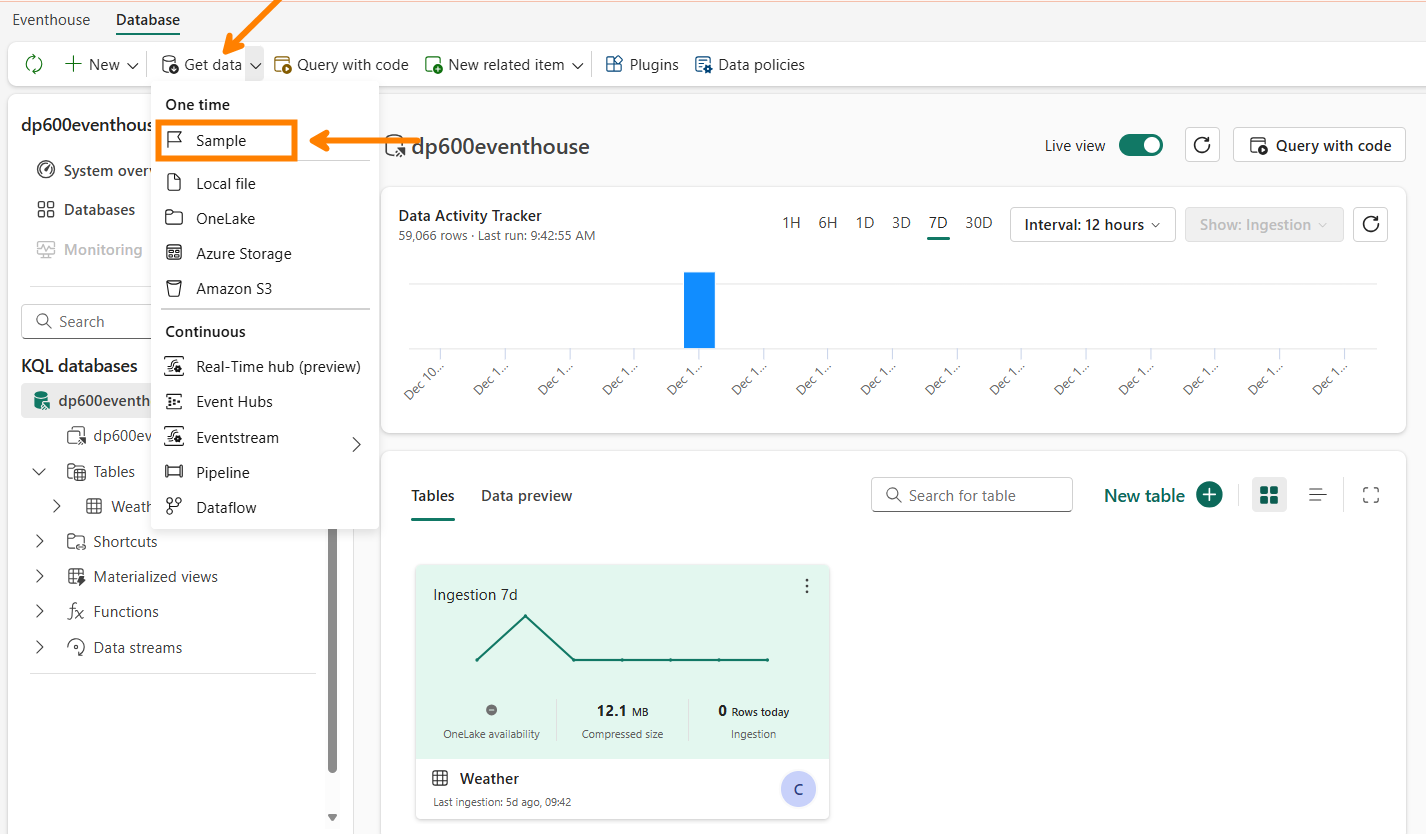 Eventhouse Database
New Get data Query with code New related item Plugins Data policies
dp600eventhous
System overv
Databases
Monitoring
Search
KQL databases
dp600eventh
dp600ev
Tables
Weath
Shortcuts
Materialized views
Functions
Data streams
One time
Sample
Local file
OneLake
Azure Storage
Amazon S3
Continuous
Real-Time hub (preview)
Event Hubs
Eventstream
Pipeline
Dataflow
dp600eventhouse
Live view Query with code
Data Activity Tracker
59,066 rows · Last run: 9:42:55 AM
1H 6H 1D 3D 7D 30D Interval: 12 hours Show: Ingestion
Dec 10... Dec 1... Dec 1... Dec 1... Dec 1... Dec 1... Dec 1... Dec 1... Dec 1... Dec 1... Dec 1... Dec 1... Dec 1... Dec 1... Dec 1...
Tables Data preview Search for table New table
Ingestion 7d
12.1 MB 0 Rows today
OneLake availability Compressed size Ingestion
Weather
Last ingestion: 5d ago, 09:42
C